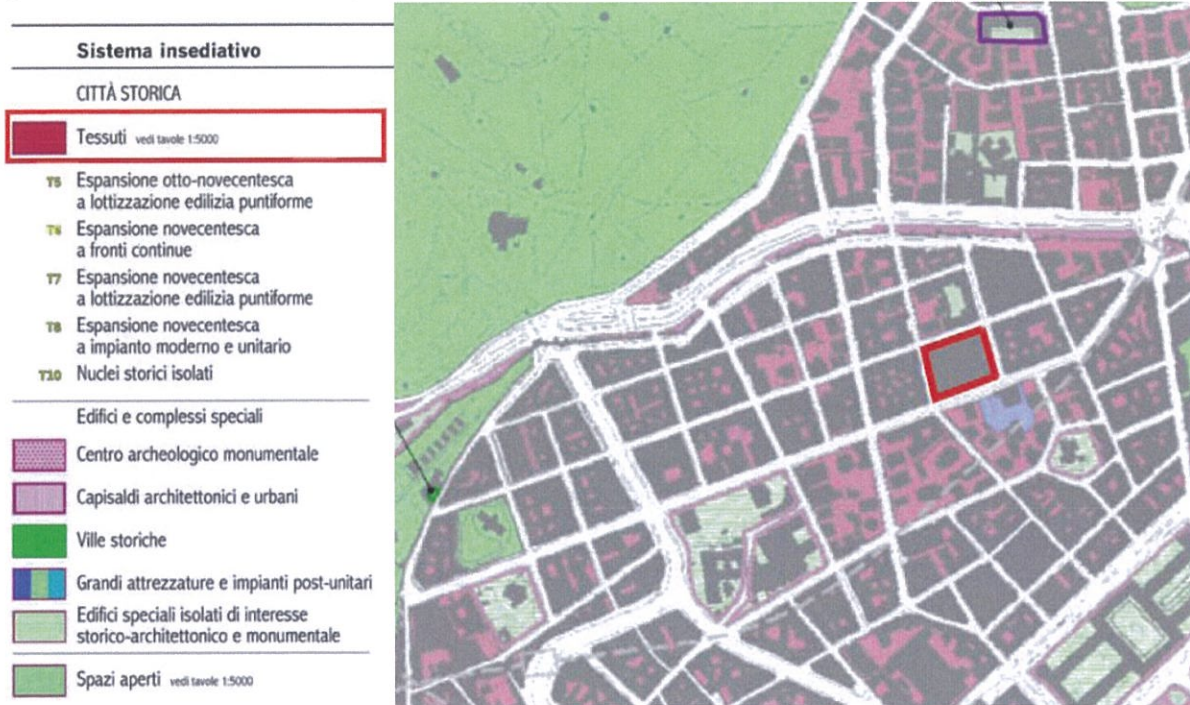 Sistema insediativo
CITTÀ STORICA
Tessuti vedi tavole 1:5000
T5 Espansione otto-novecentesca
a lottizzazione edilizia puntiforme
T6 Espansione novecentesca
a fronti continue
T7 Espansione novecentesca
a lottizzazione edilizia puntiforme
T8 Espansione novecentesca
a impianto moderno e unitario
T10 Nuclei storici isolati
Edifici e complessi speciali
Centro archeologico monumentale
Capisaldi architettonici e urbani
Ville storiche
Grandi attrezzature e impianti post-unitari
Edifici speciali isolati di interesse
storico-architettonico e monumentale
Spazi aperti vedi tavole 1:5000